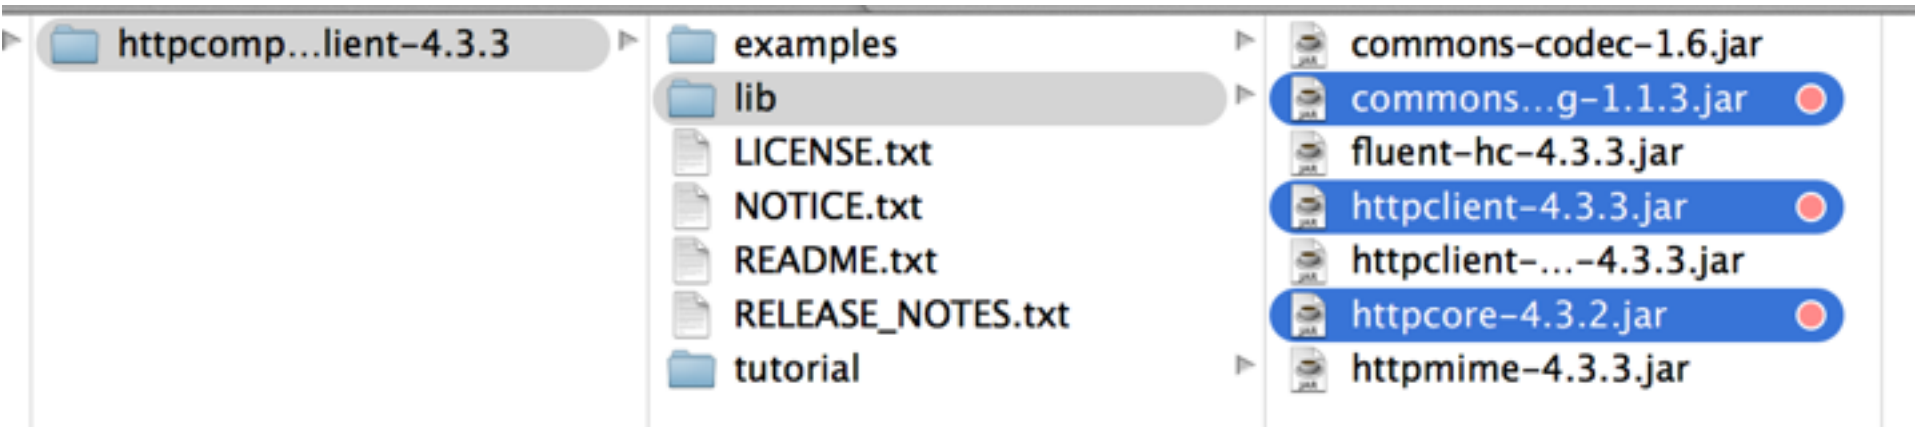 httpcomp...lient-4.3.3
examples
lib
LICENSE.txt
NOTICE.txt
README.txt
RELEASE_NOTES.txt
tutorial
commons-codec-1.6.jar
commons...g-1.1.3.jar
fluent-hc-4.3.3.jar
httpclient-4.3.3.jar
httpclient-...-4.3.3.jar
httpcore-4.3.2.jar
httpmime-4.3.3.jar